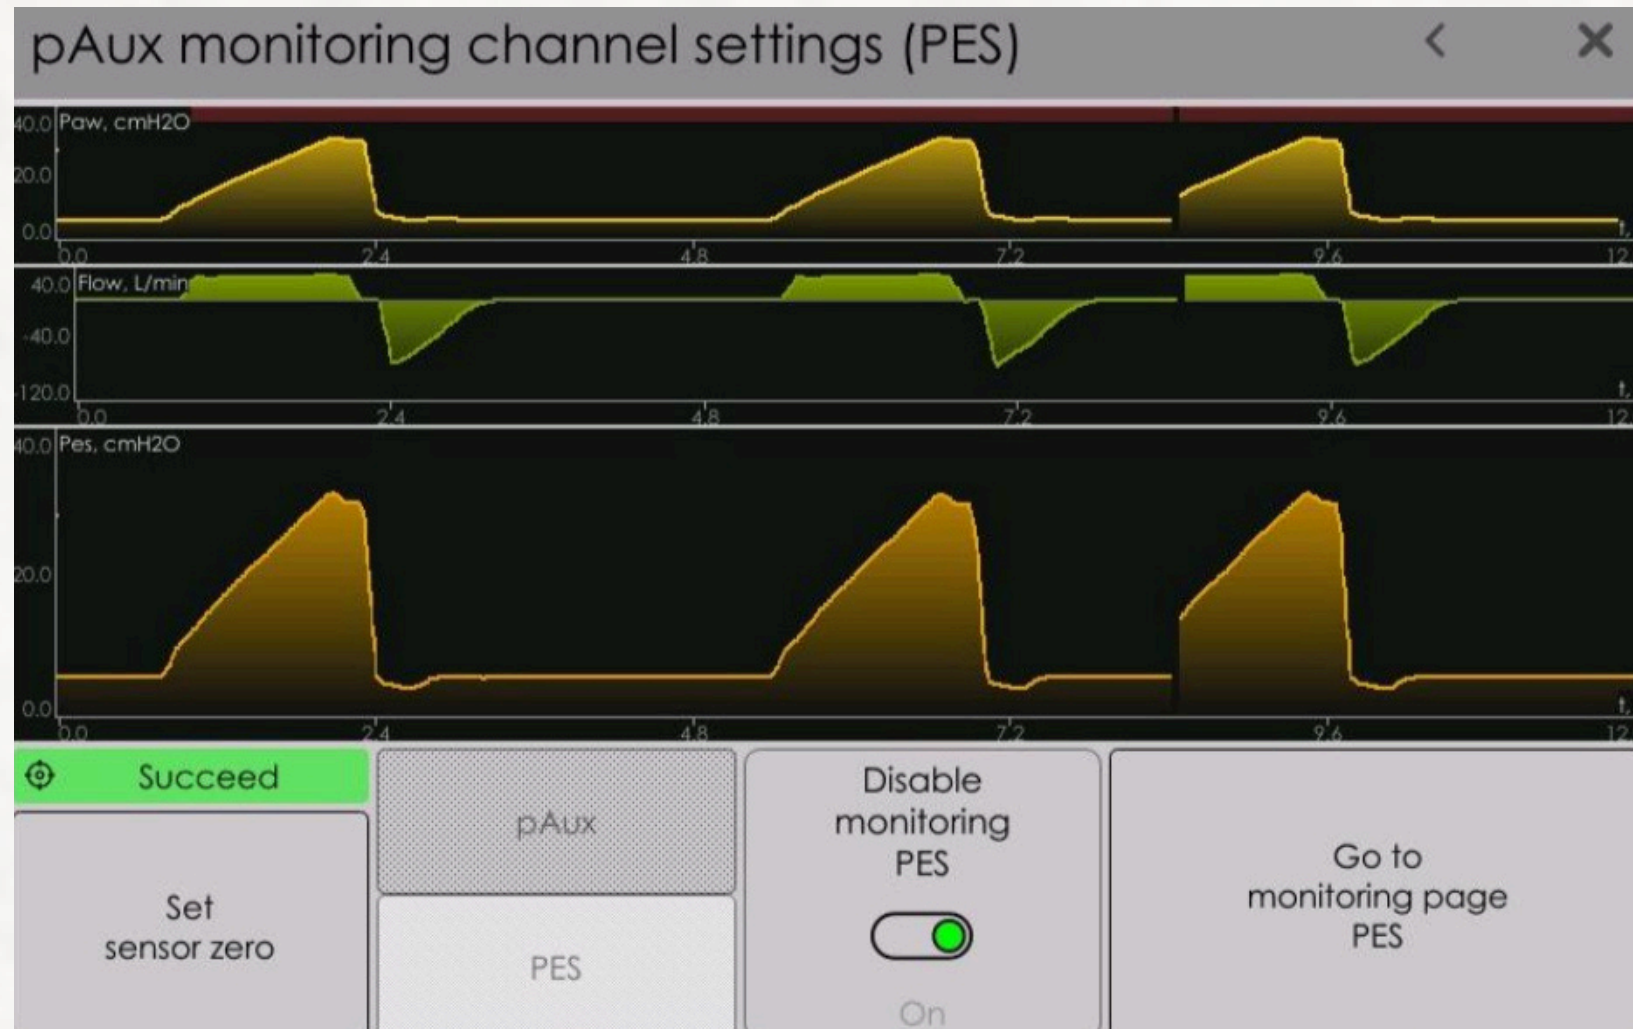 pAux monitoring channel settings (PES)
40.0 Paw, cmH2O
20.0
0.0
t,
0.0 2.4 4.8 7.2 9.6 12.
40.0 Flow, L/min
-40.0
120.0
t,
0.0 2.4 4.8 7.2 9.6 12.
40.0 Pes, cmH2O
20.0
0.0
t,
0.0 2.4 4.8 7.2 9.6 12.
Succeed
Set
sensor zero
pAux
PES
Disable
monitoring
PES
On
Go to
monitoring page
PES